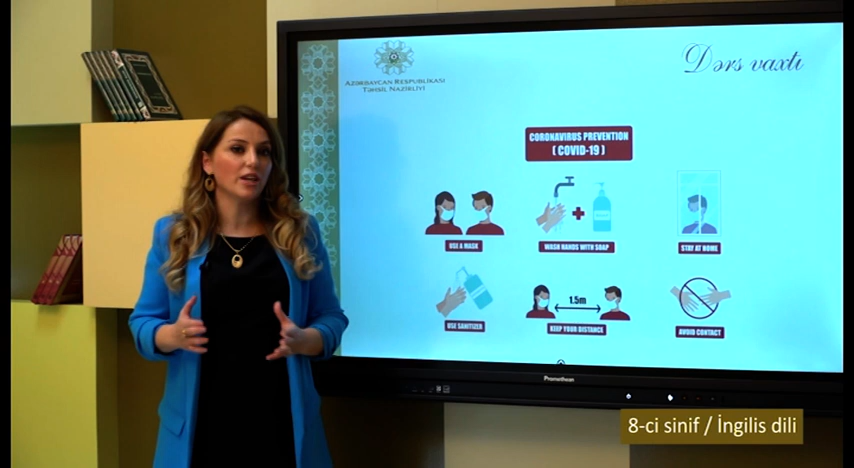 AZƏRBAYCAN RESPUBLİKASI
TƏHSİL NAZİRLİYİ
Dərs vaxtı
CORONAVIRUS PREVENTION
( COVID-19 )
USE A MASK
WASH HANDS WITH SOAP
STAY AT HOME
1.5m
USE SANITIZER
KEEP YOUR DISTANCE
AVOID CONTACT
Promethean
8-ci sinif / İngilis dili